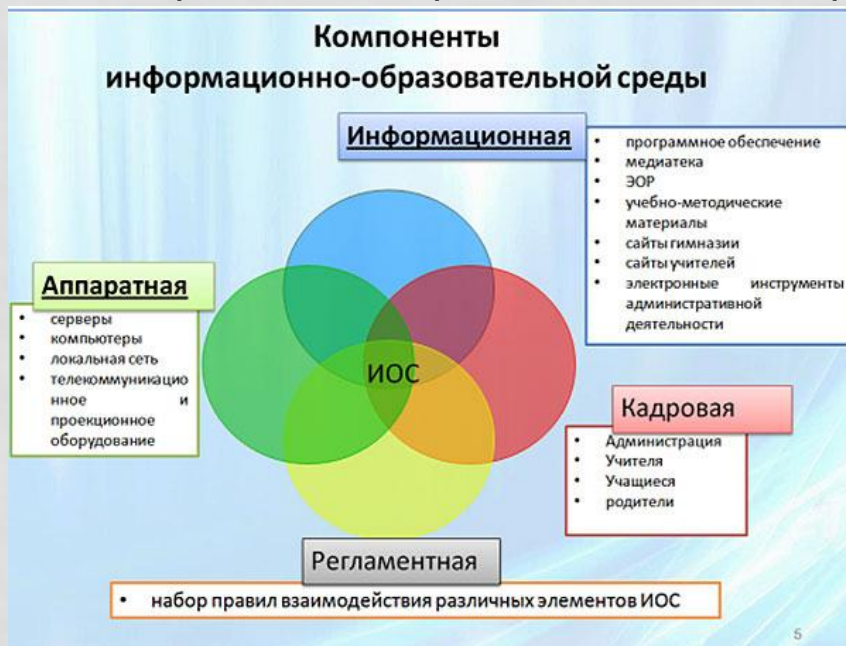 Компоненты
информационно-образовательной среды
Информационная
• программное обеспечение
• медиатека
• ЭОР
• учебно-методические
материалы
• сайты гимназии
• сайты учителей
• электронные инструменты
административной
деятельности
Аппаратная
• серверы
• компьютеры
• локальная сеть
• телекоммуникацио
нное и
проекционное
оборудование
ИОС
Кадровая
• Администрация
• Учителя
• Учащиеся
• родители
Регламентная
• набор правил взаимодействия различных элементов ИОС
5